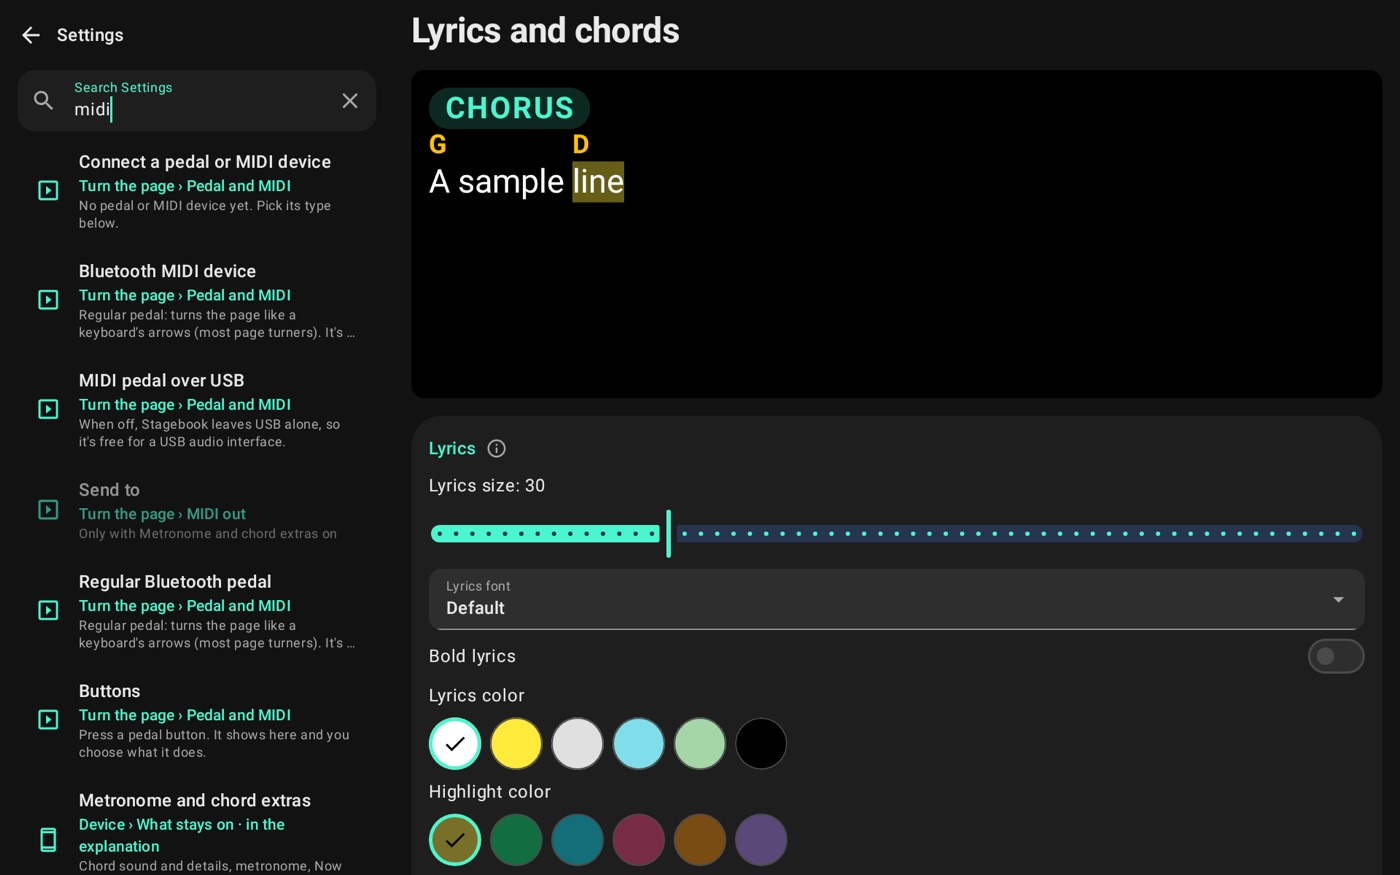 Settings
Search Settings
midi
Connect a pedal or MIDI device
Turn the page › Pedal and MIDI
No pedal or MIDI device yet. Pick its type
below.
Bluetooth MIDI device
Turn the page › Pedal and MIDI
Regular pedal: turns the page like a
keyboard's arrows (most page turners). It's ...
MIDI pedal over USB
Turn the page › Pedal and MIDI
When off, Stagebook leaves USB alone, so
it's free for a USB audio interface.
Send to
Turn the page › MIDI out
Only with Metronome and chord extras on
Regular Bluetooth pedal
Turn the page › Pedal and MIDI
Regular pedal: turns the page like a
keyboard's arrows (most page turners). It's ...
Buttons
Turn the page › Pedal and MIDI
Press a pedal button. It shows here and you
choose what it does.
Metronome and chord extras
Device › What stays on · in the
explanation
Chord sound and details, metronome, Now
Lyrics and chords
CHORUS
G D
A sample line
Lyrics
Lyrics size: 30
Lyrics font
Default
Bold lyrics
Lyrics color
Highlight color